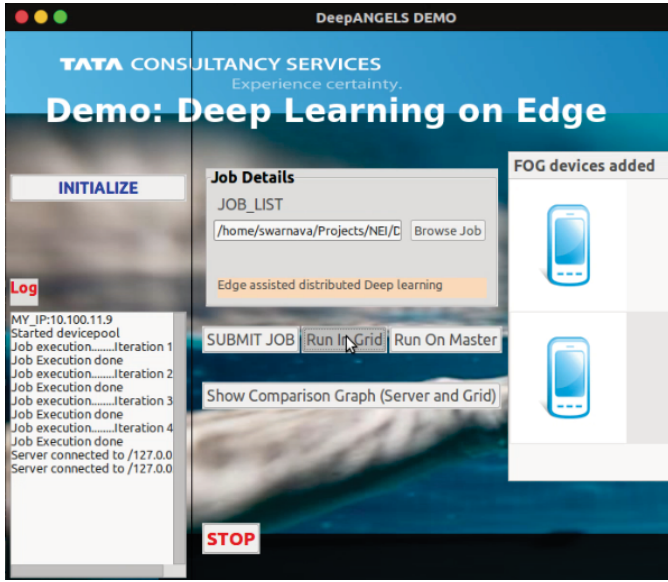 DeepANGELS DEMO
TATA CONSULTANCY SERVICES
Experience certainty.
Demo: Deep Learning on Edge
INITIALIZE
Log
MY_IP:10.100.11.9
Started devicepool
Job execution........Iteration 1
Job Execution done
Job execution........Iteration 2
Job Execution done
Job execution........Iteration 3
Job Execution done
Job execution........Iteration 4
Job Execution done
Server connected to /127.0.0
Server connected to /127.0.0
Job Details
JOB_LIST
/home/swarnava/Projects/NEI/D
Browse Job
Edge assisted distributed Deep learning
SUBMIT JOB
Run In Grid
Run On Master
Show Comparison Graph (Server and Grid)
STOP
FOG devices added